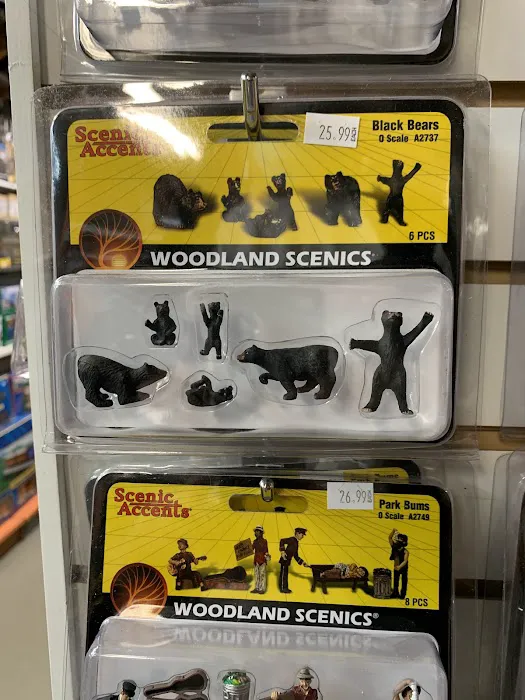 Scenic
Accents
25.99
Black Bears
O Scale A2737
6 PCS
WOODLAND SCENICS
Scenic
Accents
26.99
Park Bums
O Scale A2749
8 PCS
WOODLAND SCENICS®